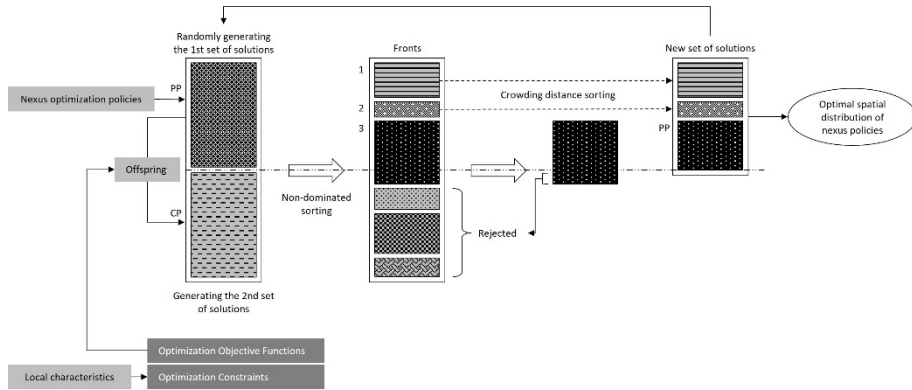 Randomly generating
the 1st set of solutions
Fronts
New set of solutions
PP
1
Nexus optimization policies
Crowding distance sorting
2
3
PP
Optimal spatial
distribution of
nexus policies
Offspring
Non-dominated
sorting
CP
Rejected
Generating the 2nd set
of solutions
Optimization Objective Functions
Local characteristics
Optimization Constraints